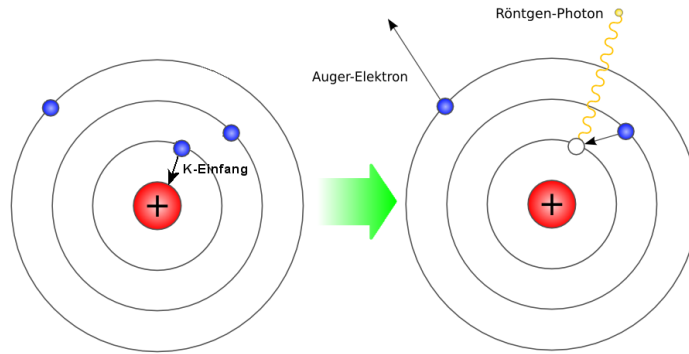 Röntgen-Photon
Auger-Elektron
K-Einfang
+
+